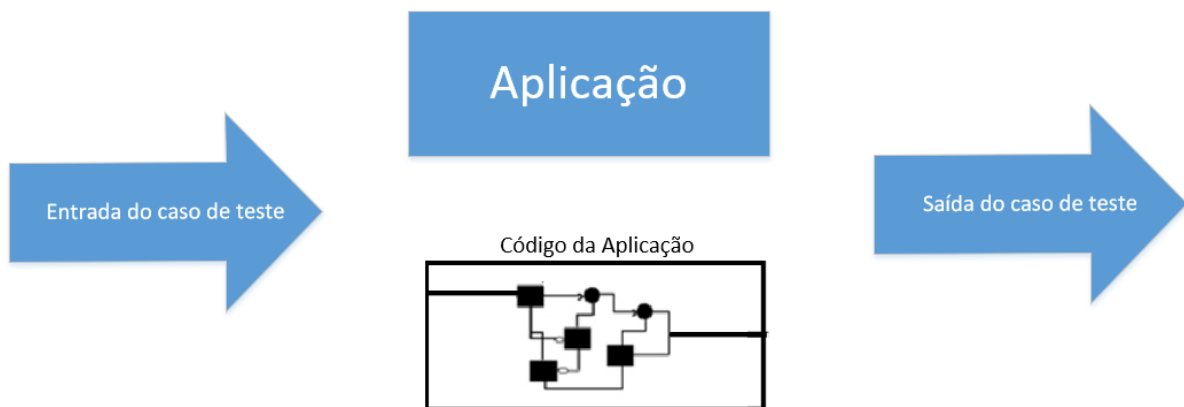 Aplicação
Entrada do caso de teste
Saída do caso de teste
Código da Aplicação